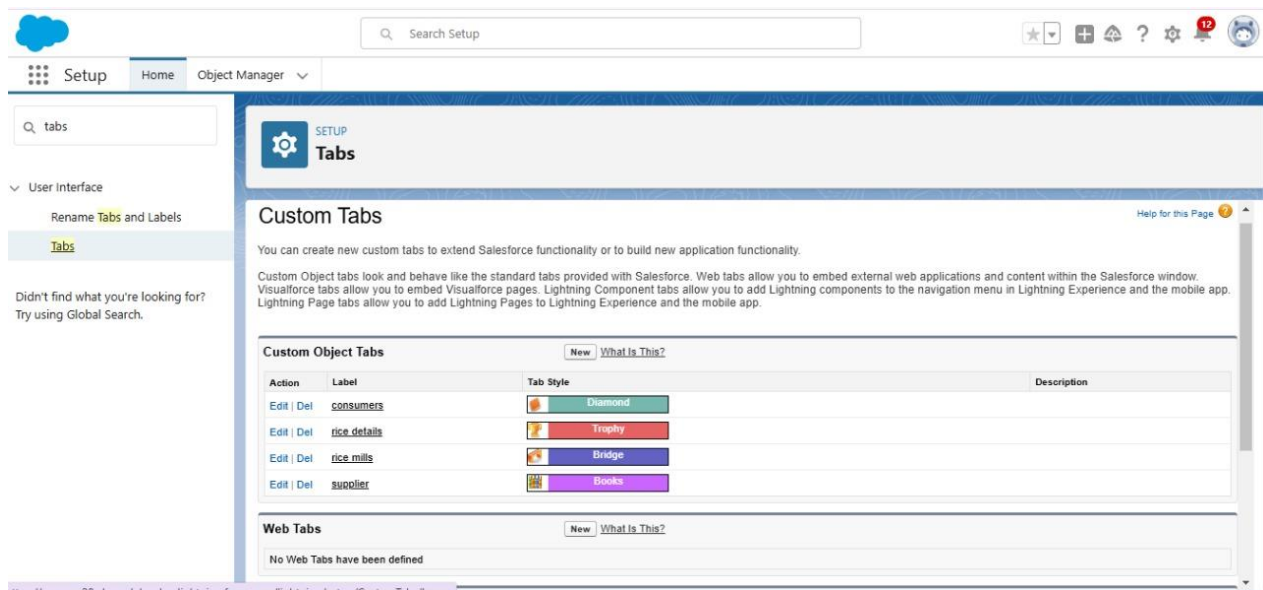 Search Setup
12
Setup
Home
Object Manager
tabs
User Interface
Rename Tabs and Labels
Tabs
Didn't find what you're looking for?
Try using Global Search.
SETUP
Tabs
Custom Tabs
Help for this Page
You can create new custom tabs to extend Salesforce functionality or to build new application functionality.
Custom Object tabs look and behave like the standard tabs provided with Salesforce. Web tabs allow you to embed external web applications and content within the Salesforce window.
Visualforce tabs allow you to embed Visualforce pages. Lightning Component tabs allow you to add Lightning components to the navigation menu in Lightning Experience and the mobile app.
Lightning Page tabs allow you to add Lightning Pages to Lightning Experience and the mobile app.
Custom Object Tabs New What Is This?
Action Label Tab Style Description
Edit | Del consumers Diamond
Edit | Del rice details Trophy
Edit | Del rice mills Bridge
Edit | Del supplier Books
Web Tabs New What Is This?
No Web Tabs have been defined